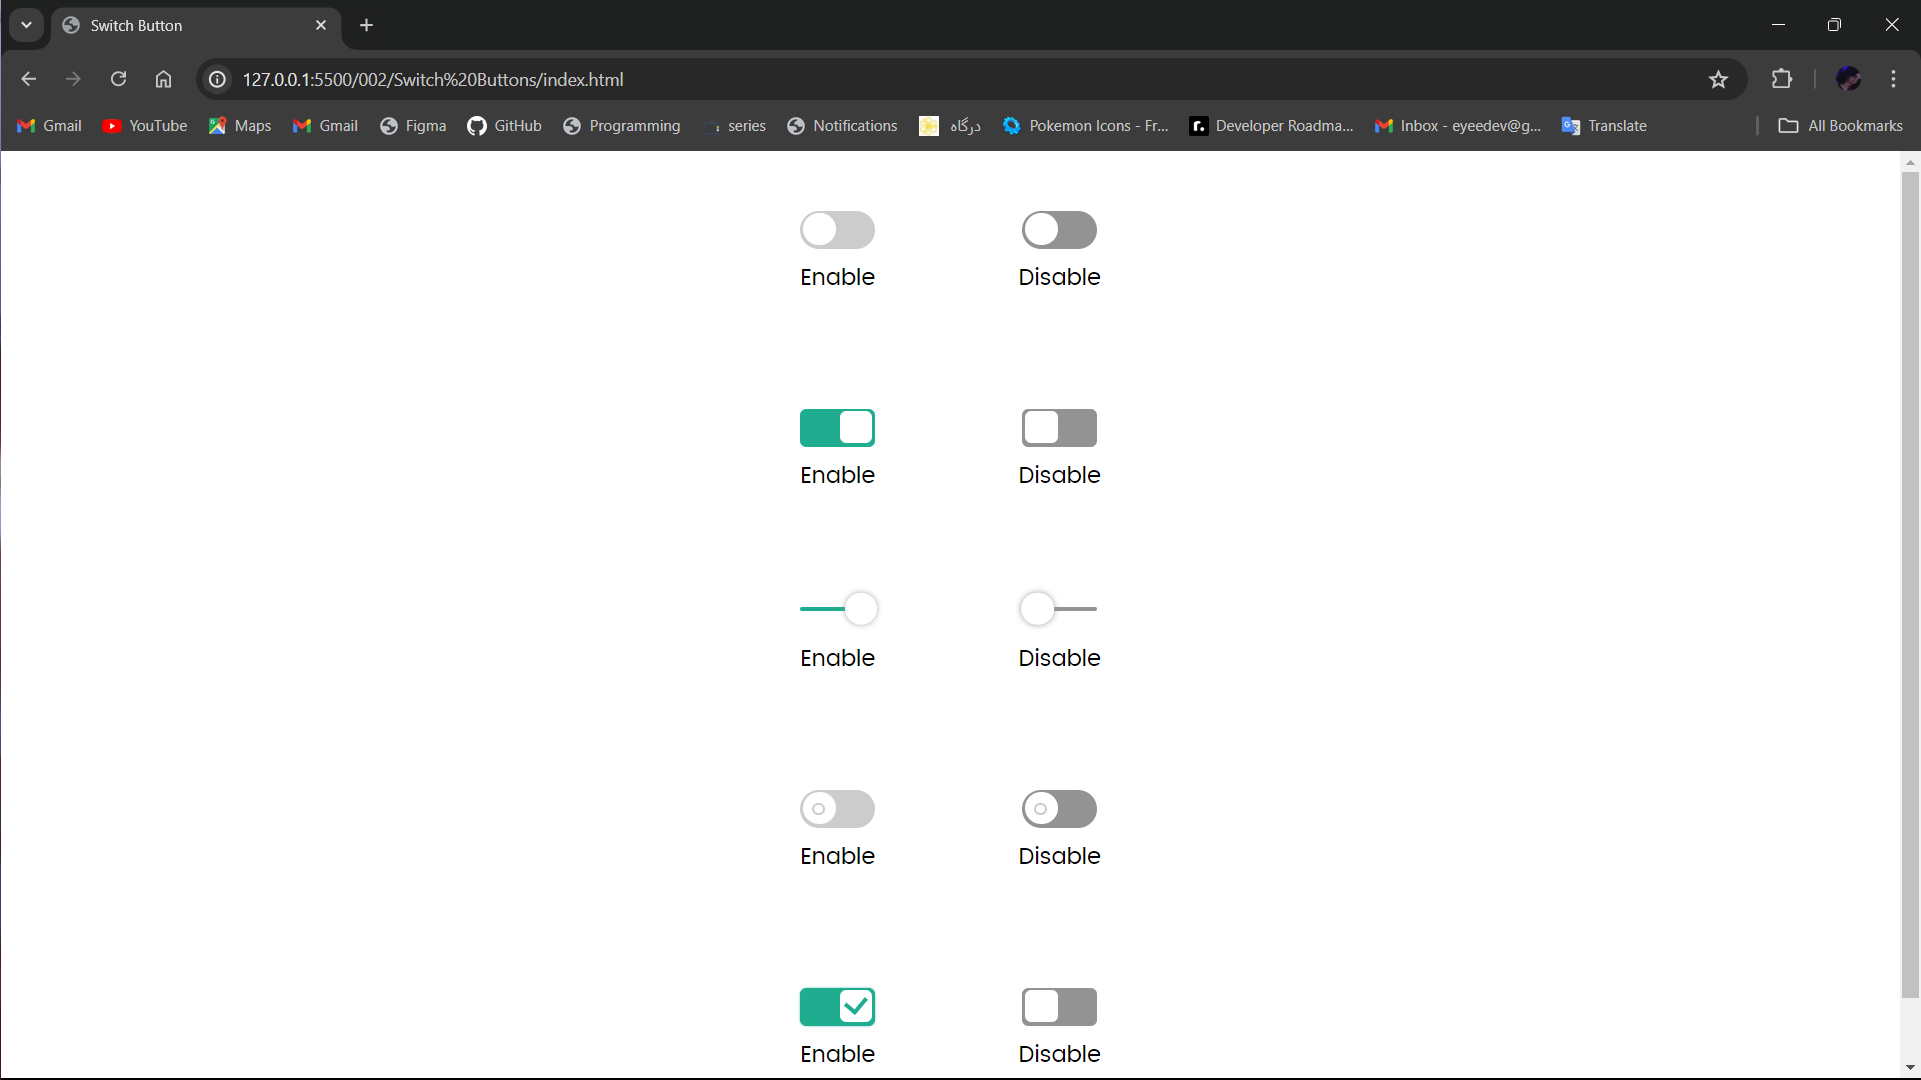 Switch Button
127.0.0.1:5500/002/Switch%20Buttons/index.html
Gmail YouTube Maps Gmail Figma GitHub Programming series Notifications درگاه Pokemon Icons - Fr... Developer Roadma... Inbox - eyeedev@g... Translate All Bookmarks
Enable Disable
Enable Disable
Enable Disable
Enable Disable
Enable Disable